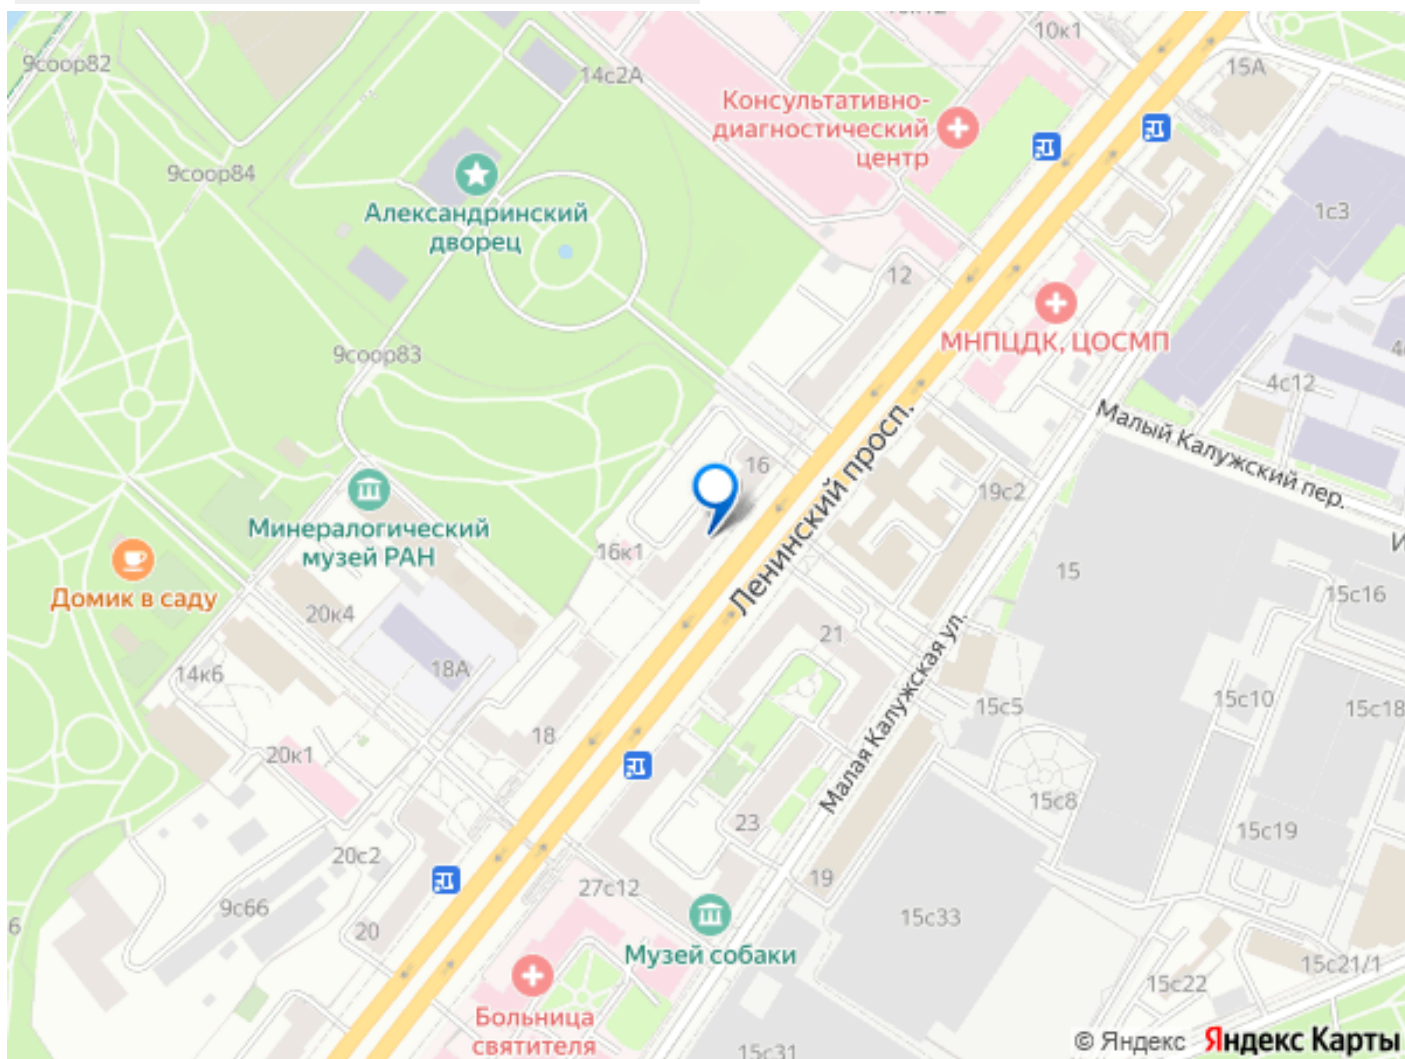 9соор82
14с2А
10к1
15А
Консультативно-
диагностический
центр
9соор84
Александринский
дворец
1с3
12
МНПЦДК, ЦОСМП
9соор83
4с12
Малый Калужский пер.
16
Ленинский просп.
19с2
Минералогический
музей РАН
16к1
15
Домик в саду
20к4
15с16
21
Малая Калужская ул.
18А
14к6
15с10
15с5
15с18
18
20к1
15с8
23
15с19
20с2
19
27с12
9с66
15с33
20
Музей собаки
15с22
15с21/1
Больница
святителя
15с31
© Яндекс Яндекс Карты